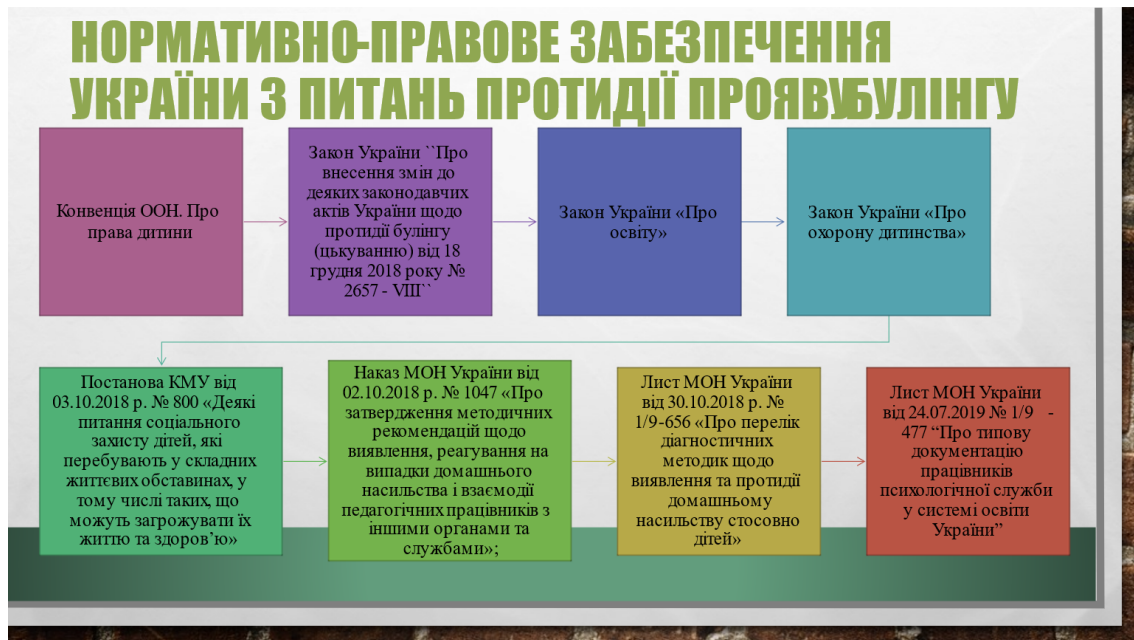 НОРМАТИВНО-ПРАВОВЕ ЗАБЕЗПЕЧЕННЯ
УКРАЇНИ З ПИТАНЬ ПРОТИДІЇ ПРОЯВУ БУЛІНГУ
Конвенція ООН. Про
права дитини
Закон України ``Про
внесення змін до
деяких законодавчих
актів України щодо
протидії булінгу
(цькуванню) від 18
грудня 2018 року №
2657 - VIII``
Закон України «Про
освіту»
Закон України «Про
охорону дитинства»
Постанова КМУ від
03.10.2018 р. № 800 «Деякі
питання соціального
захисту дітей, які
перебувають у складних
життєвих обставинах, у
тому числі таких, що
можуть загрожувати їх
життю та здоров’ю»
Наказ МОН України від
02.10.2018 р. № 1047 «Про
затвердження методичних
рекомендацій щодо
виявлення, реагування на
випадки домашнього
насильства і взаємодії
педагогічних працівників з
іншими органами та
службами»;
Лист МОН України
від 30.10.2018 р. №
1/9-656 «Про перелік
діагностичних
методик щодо
виявлення та протидії
домашньому
насильству стосовно
дітей»
Лист МОН України
від 24.07.2019 № 1/9 -
477 “Про типову
документацію
працівників
психологічної служби
у системі освіти
України”